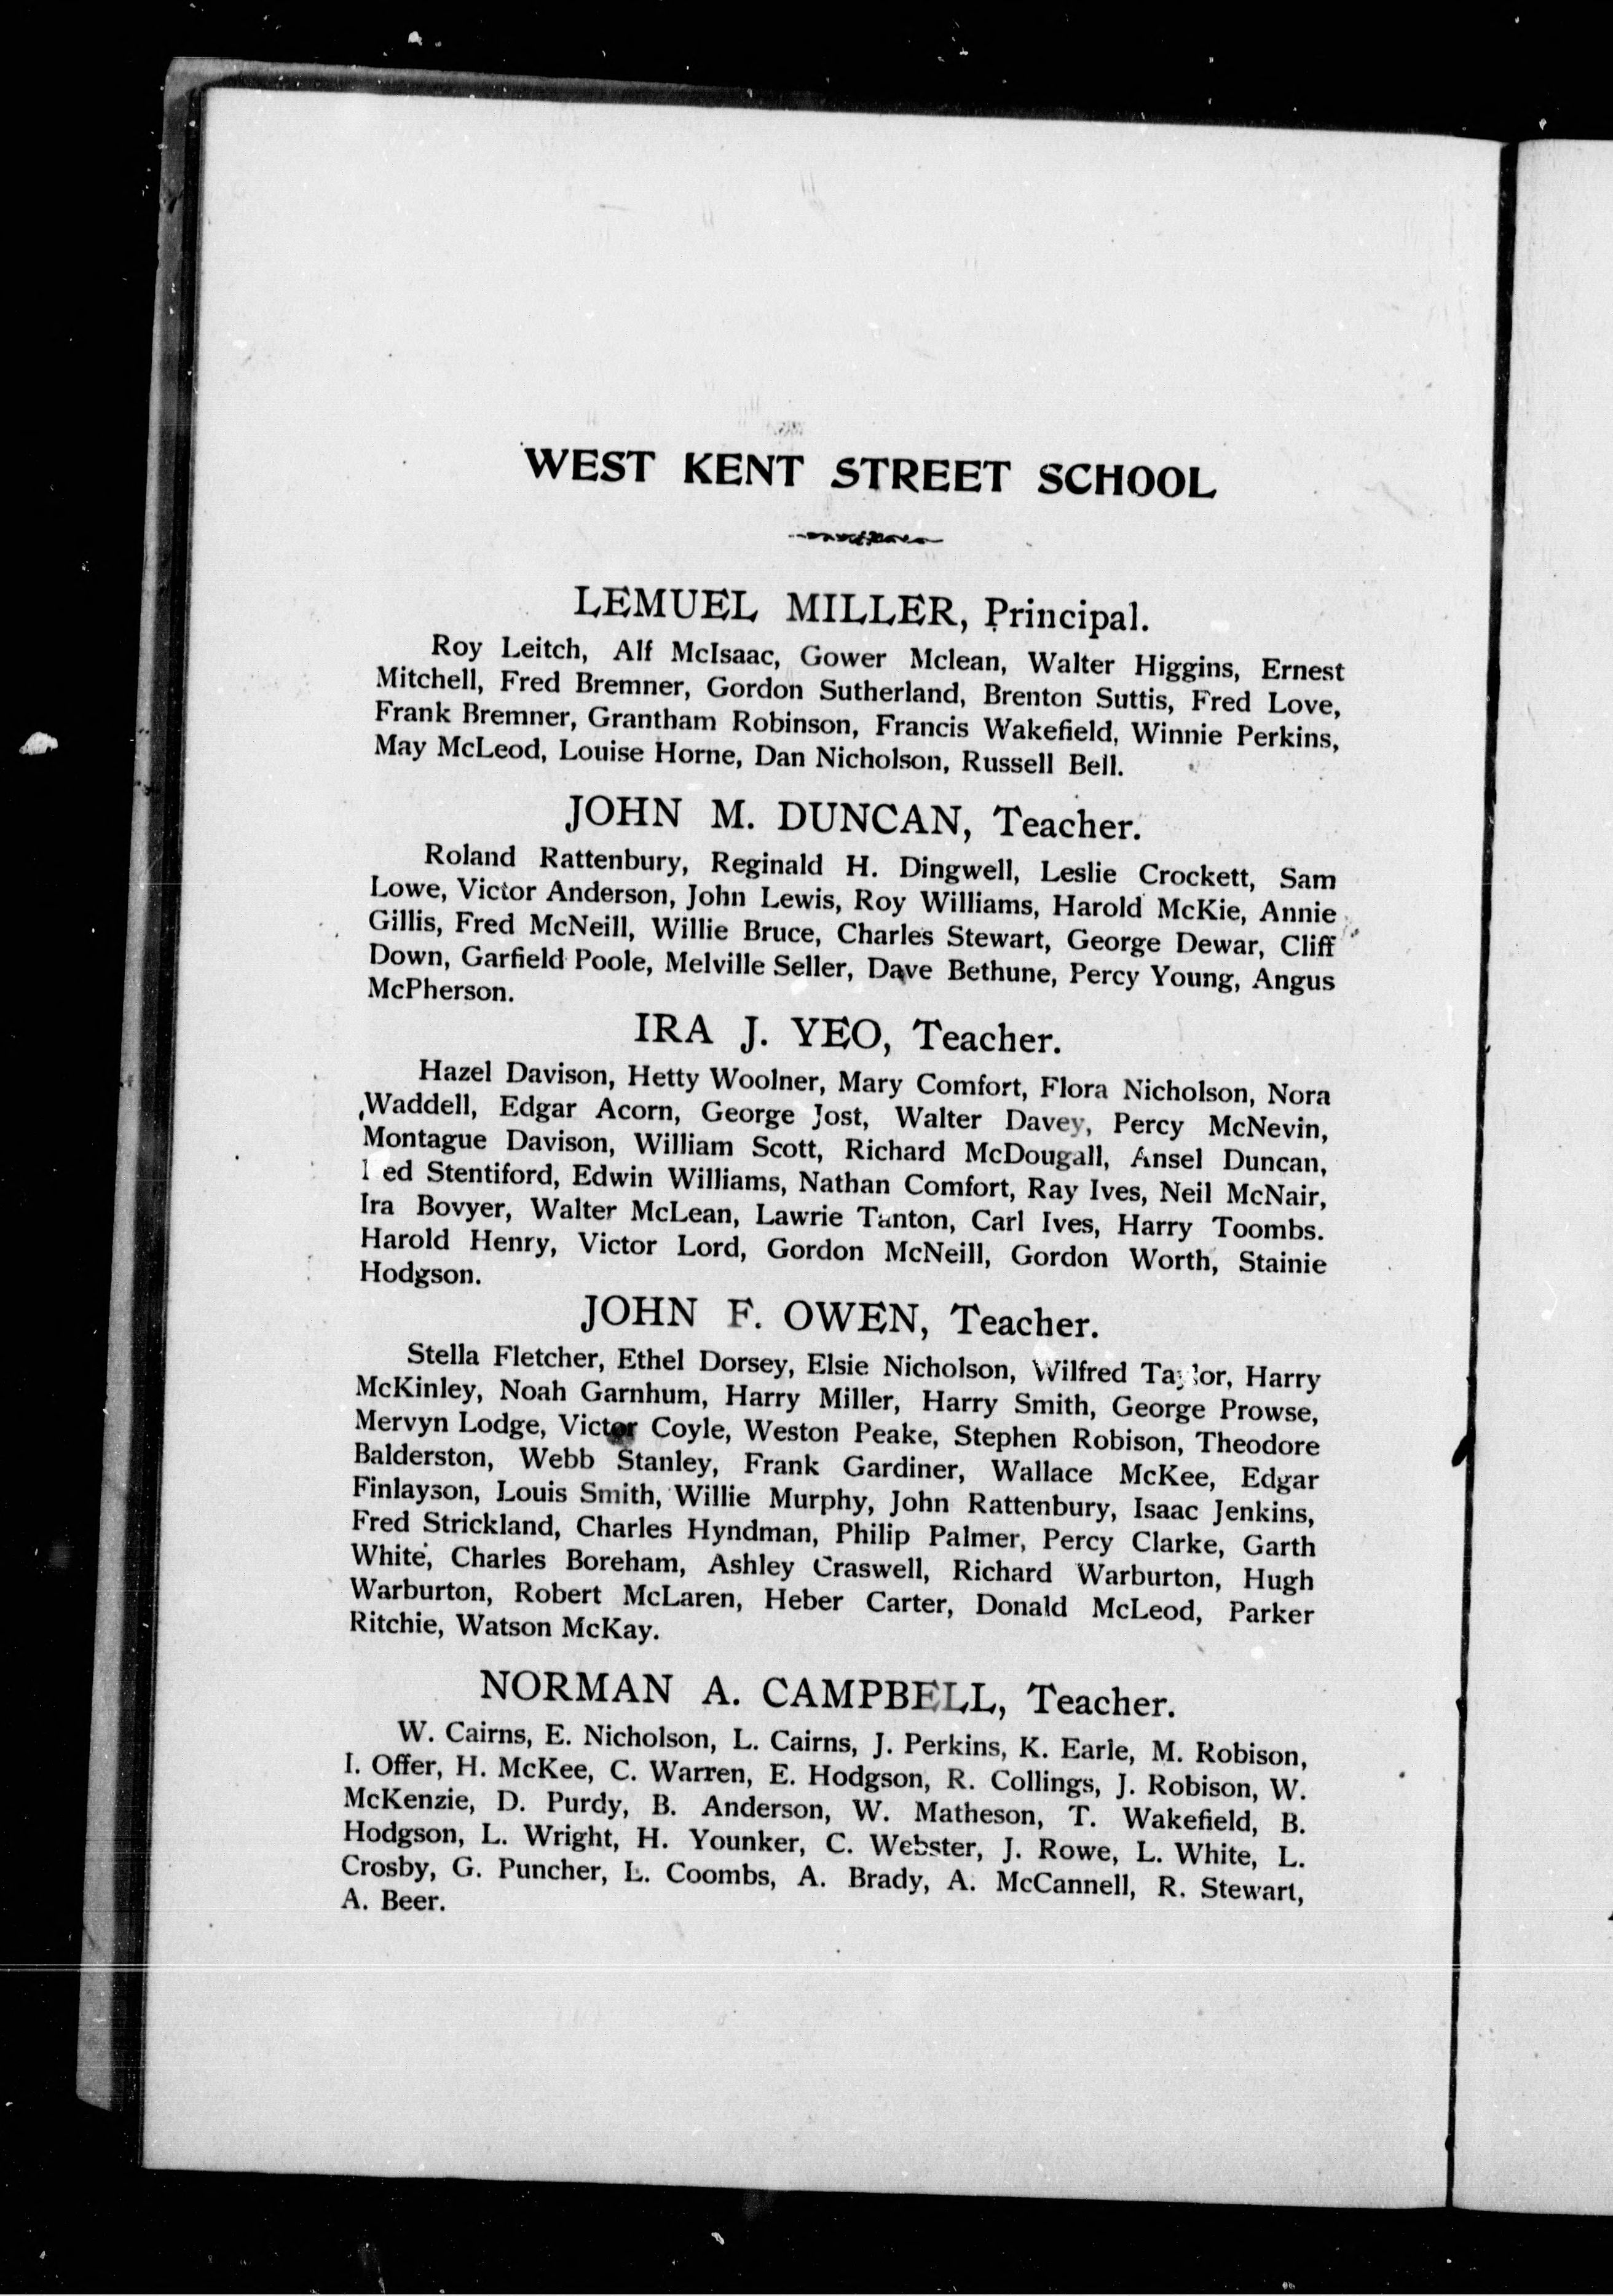 WEST KENT STREET SCHOOL
LEMUEL MILLER, Principal.
Roy Leitch, Alf McIsaac, Gower Mclean, Walter Higgins, Ernest
Mitchell, Fred Bremner, Gordon Sutherland, Brenton Suttis, Fred Love,
Frank Bremner, Grantham Robinson, Francis Wakefield, Winnie Perkins,
May McLeod, Louise Horne, Dan Nicholson, Russell Bell.
JOHN M. DUNCAN, Teacher.
Roland Rattenbury, Reginald H. Dingwell, Leslie Crockett, Sam
Lowe, Victor Anderson, John Lewis, Roy Williams, Harold McKie, Annie
Gillis, Fred McNeill, Willie Bruce, Charles Stewart, George Dewar, Cliff
Down, Garfield Poole, Melville Seller, Dave Bethune, Percy Young, Angus
McPherson.
IRA J. YEO, Teacher.
Hazel Davison, Hetty Woolner, Mary Comfort, Flora Nicholson, Nora
Waddell, Edgar Acorn, George Jost, Walter Davey, Percy McNevin,
Montague Davison, William Scott, Richard McDougall, Ansel Duncan,
Stentiford, Edwin Williams, Nathan Comfort, Ray Ives, Neil McNair,
Ira Bovyer, Walter McLean, Lawrie Tanton, Carl Ives, Harry Toombs.
Harold Henry, Victor Lord, Gordon McNeill, Gordon Worth, Stainie
Hodgson.
JOHN F. OWEN, Teacher.
Stella Fletcher, Ethel Dorsey, Elsie Nicholson, Wilfred Taylor, Harry
McKinley, Noah Garnhum, Harry Miller, Harry Smith, George Prowse,
Mervyn Lodge, Victor Coyle, Weston Peake, Stephen Robison, Theodore
Balderston, Webb Stanley, Frank Gardiner, Wallace McKee, Edgar
Finlayson, Louis Smith, Willie Murphy, John Rattenbury, Isaac Jenkins,
Fred Strickland, Charles Hyndman, Philip Palmer, Percy Clarke, Garth
White, Charles Boreham, Ashley Craswell, Richard Warburton, Hugh
Warburton, Robert McLaren, Heber Carter, Donald McLeod, Parker
Ritchie, Watson McKay.
NORMAN A. CAMPBELL, Teacher.
W. Cairns, E. Nicholson, L. Cairns, J. Perkins, K. Earle, M. Robison,
I. Offer, H. McKee, C. Warren, E. Hodgson, R. Collings, J. Robison, W.
McKenzie, D. Purdy, B. Anderson, W. Matheson, T. Wakefield, B.
Hodgson, L. Wright, H. Younker, C. Webster, J. Rowe, L. White, L.
Crosby, G. Puncher, L. Coombs, A. Brady, A. McCannell, R. Stewart,
A. Beer.